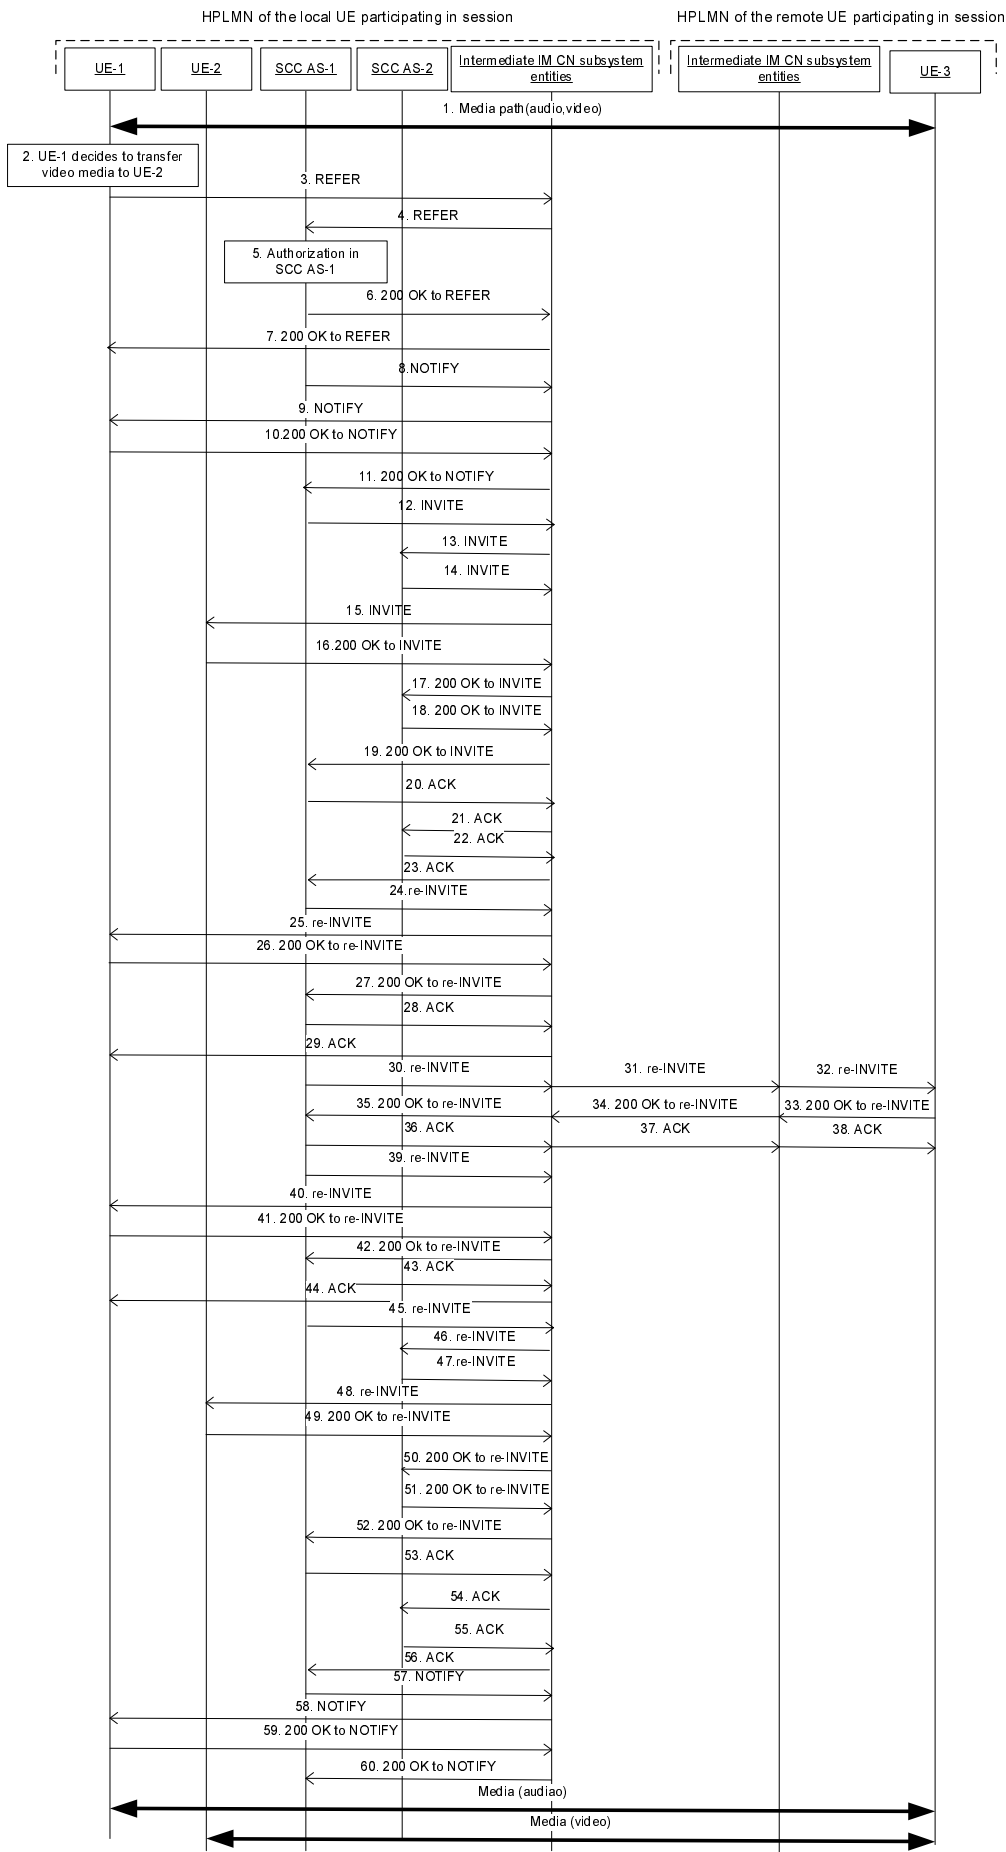 HPLMN of the local UE participating in session
HPLMN of the remote UE participating in session
UE-1
UE-2
SCC AS-1
SCC AS-2
Intermediate IM CN subsystem
entities
Intermediate IM CN subsystem
entities
UE-3
1. Media path(audio,video)
2. UE-1 decides to transfer
video media to UE-2
3. REFER
4. REFER
5. Authorization in
SCC AS-1
6. 200 OK to REFER
7. 200 OK to REFER
8.NOTIFY
9. NOTIFY
10.200 OK to NOTIFY
11. 200 OK to NOTIFY
12. INVITE
13. INVITE
14. INVITE
15. INVITE
16.200 OK to INVITE
17. 200 OK to INVITE
18. 200 OK to INVITE
19. 200 OK to INVITE
20. ACK
21. ACK
22. ACK
23. ACK
24.re-INVITE
25. re-INVITE
26. 200 OK to re-INVITE
27. 200 OK to re-INVITE
28. ACK
29. ACK
30. re-INVITE
31. re-INVITE
32. re-INVITE
35. 200 OK to re-INVITE
34. 200 OK to re-INVITE
33. 200 OK to re-INVITE
36. ACK
37. ACK
38. ACK
39. re-INVITE
40. re-INVITE
41. 200 OK to re-INVITE
42. 200 Ok to re-INVITE
43. ACK
44. ACK
45. re-INVITE
46. re-INVITE
47.re-INVITE
48. re-INVITE
49. 200 OK to re-INVITE
50. 200 OK to re-INVITE
51. 200 OK to re-INVITE
52. 200 OK to re-INVITE
53. ACK
54. ACK
55. ACK
56. ACK
57. NOTIFY
58. NOTIFY
59. 200 OK to NOTIFY
60. 200 OK to NOTIFY
Media (audiao)
Media (video)